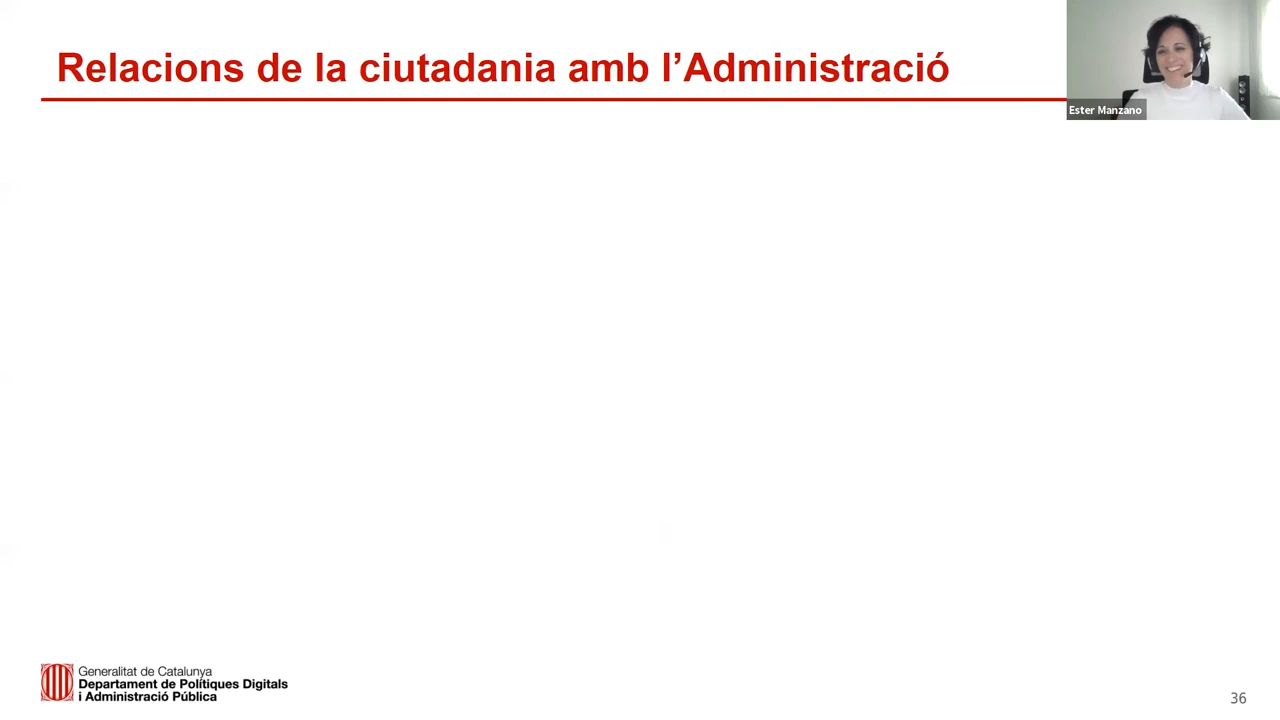 Relacions de la ciutadania amb l’Administració
Ester Manzano
Generalitat de Catalunya
Departament de Polítiques Digitals
i Administració Pública
36